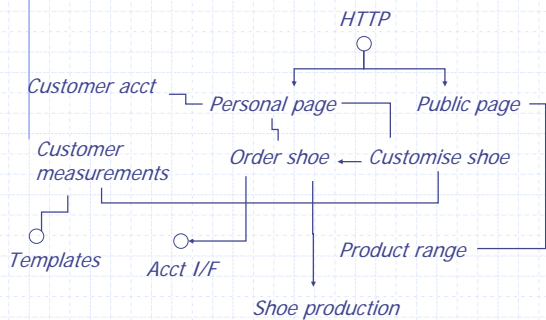 HTTP
Customer acct
Personal page
Public page
Customer
measurements
Order shoe
Customise shoe
Templates
Acct I/F
Product range
Shoe production